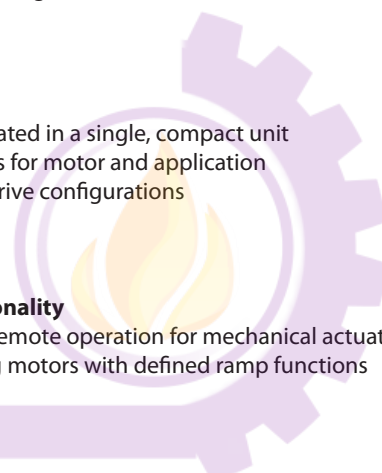 ated in a single, compact unit
s for motor and application
rive configurations
onality
emote operation for mechanical actuat
g motors with defined ramp functions